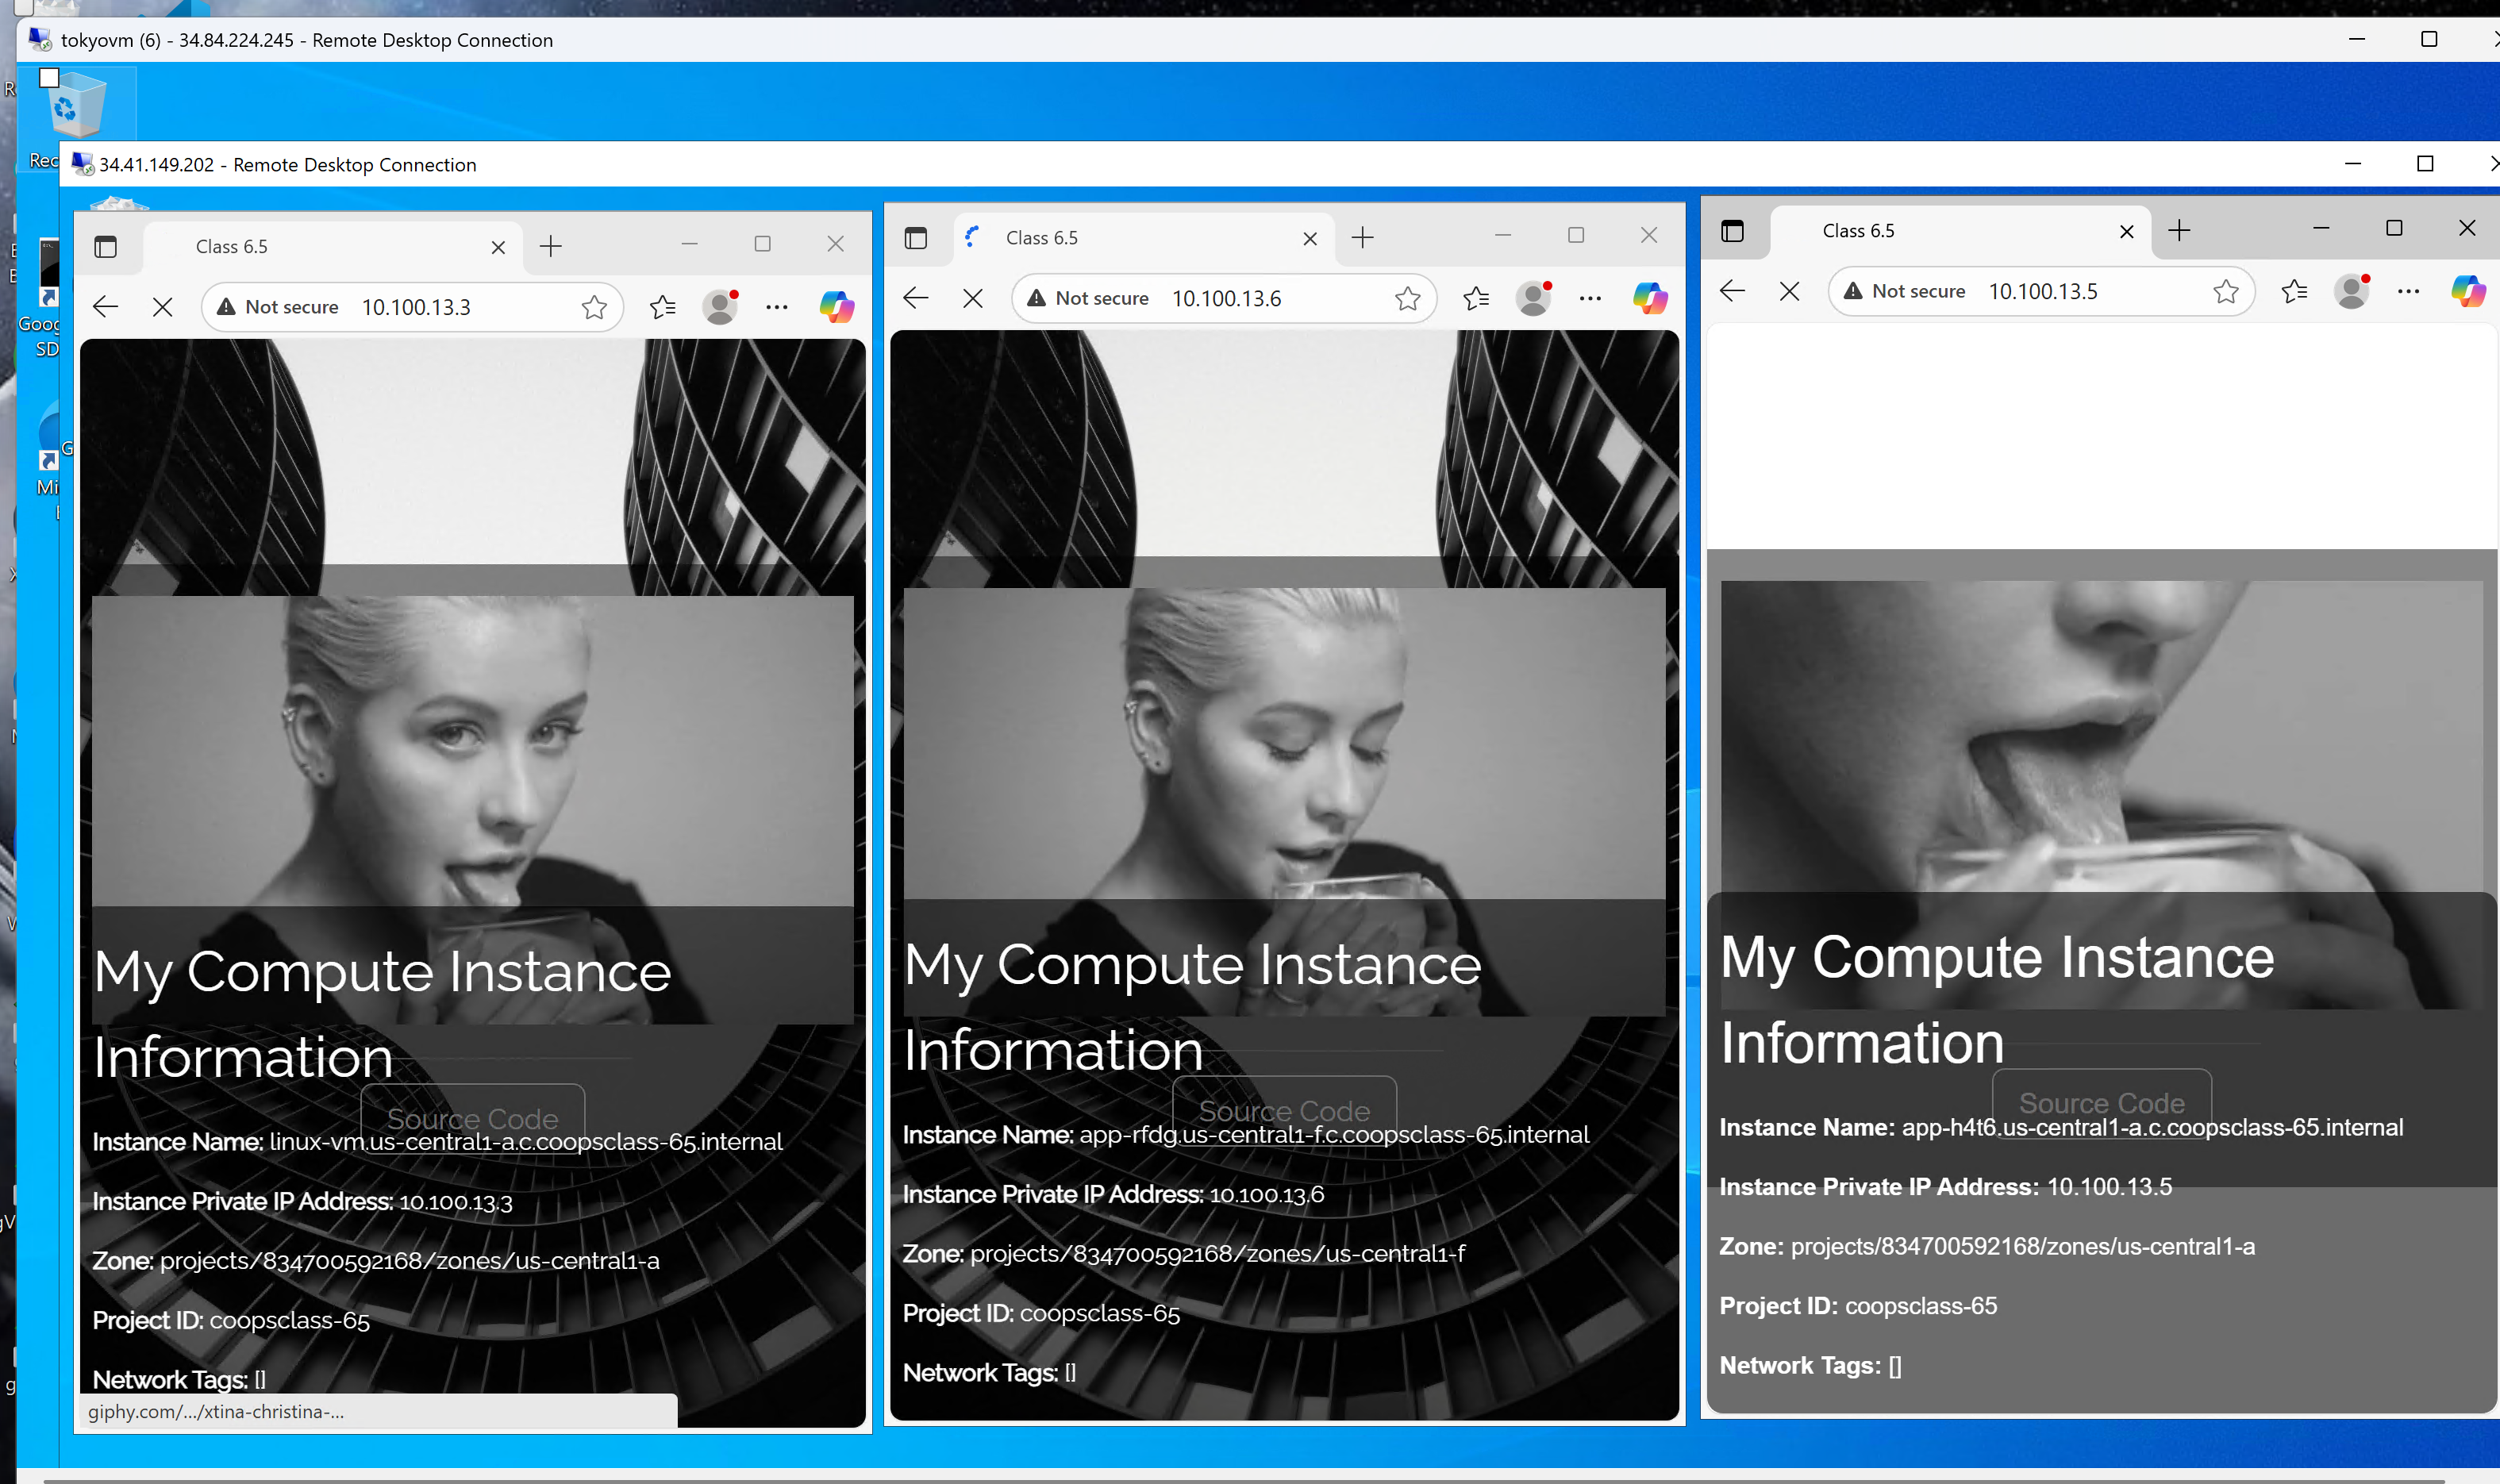 tokyovm (6) - 34.84.224.245 - Remote Desktop Connection
Rec
34.41.149.202 - Remote Desktop Connection
Goog
SD
Mi
Class 6.5
Not secure 10.100.13.3
My Compute Instance
Information
Source Code
Instance Name: linux-vm.us-central1-a.c.coopsclass-65.internal
Instance Private IP Address: 10.100.13.3
Zone: projects/834700592168/zones/us-central1-a
Project ID: coopsclass-65
Network Tags: []
giphy.com/.../xtina-christina-...
Class 6.5
Not secure 10.100.13.6
My Compute Instance
Information
Source Code
Instance Name: app-rfdg.us-central1-f.c.coopsclass-65.internal
Instance Private IP Address: 10.100.13.6
Zone: projects/834700592168/zones/us-central1-f
Project ID: coopsclass-65
Network Tags: []
Class 6.5
Not secure 10.100.13.5
My Compute Instance
Information
Source Code
Instance Name: app-h4t6.us-central1-a.c.coopsclass-65.internal
Instance Private IP Address: 10.100.13.5
Zone: projects/834700592168/zones/us-central1-a
Project ID: coopsclass-65
Network Tags: []